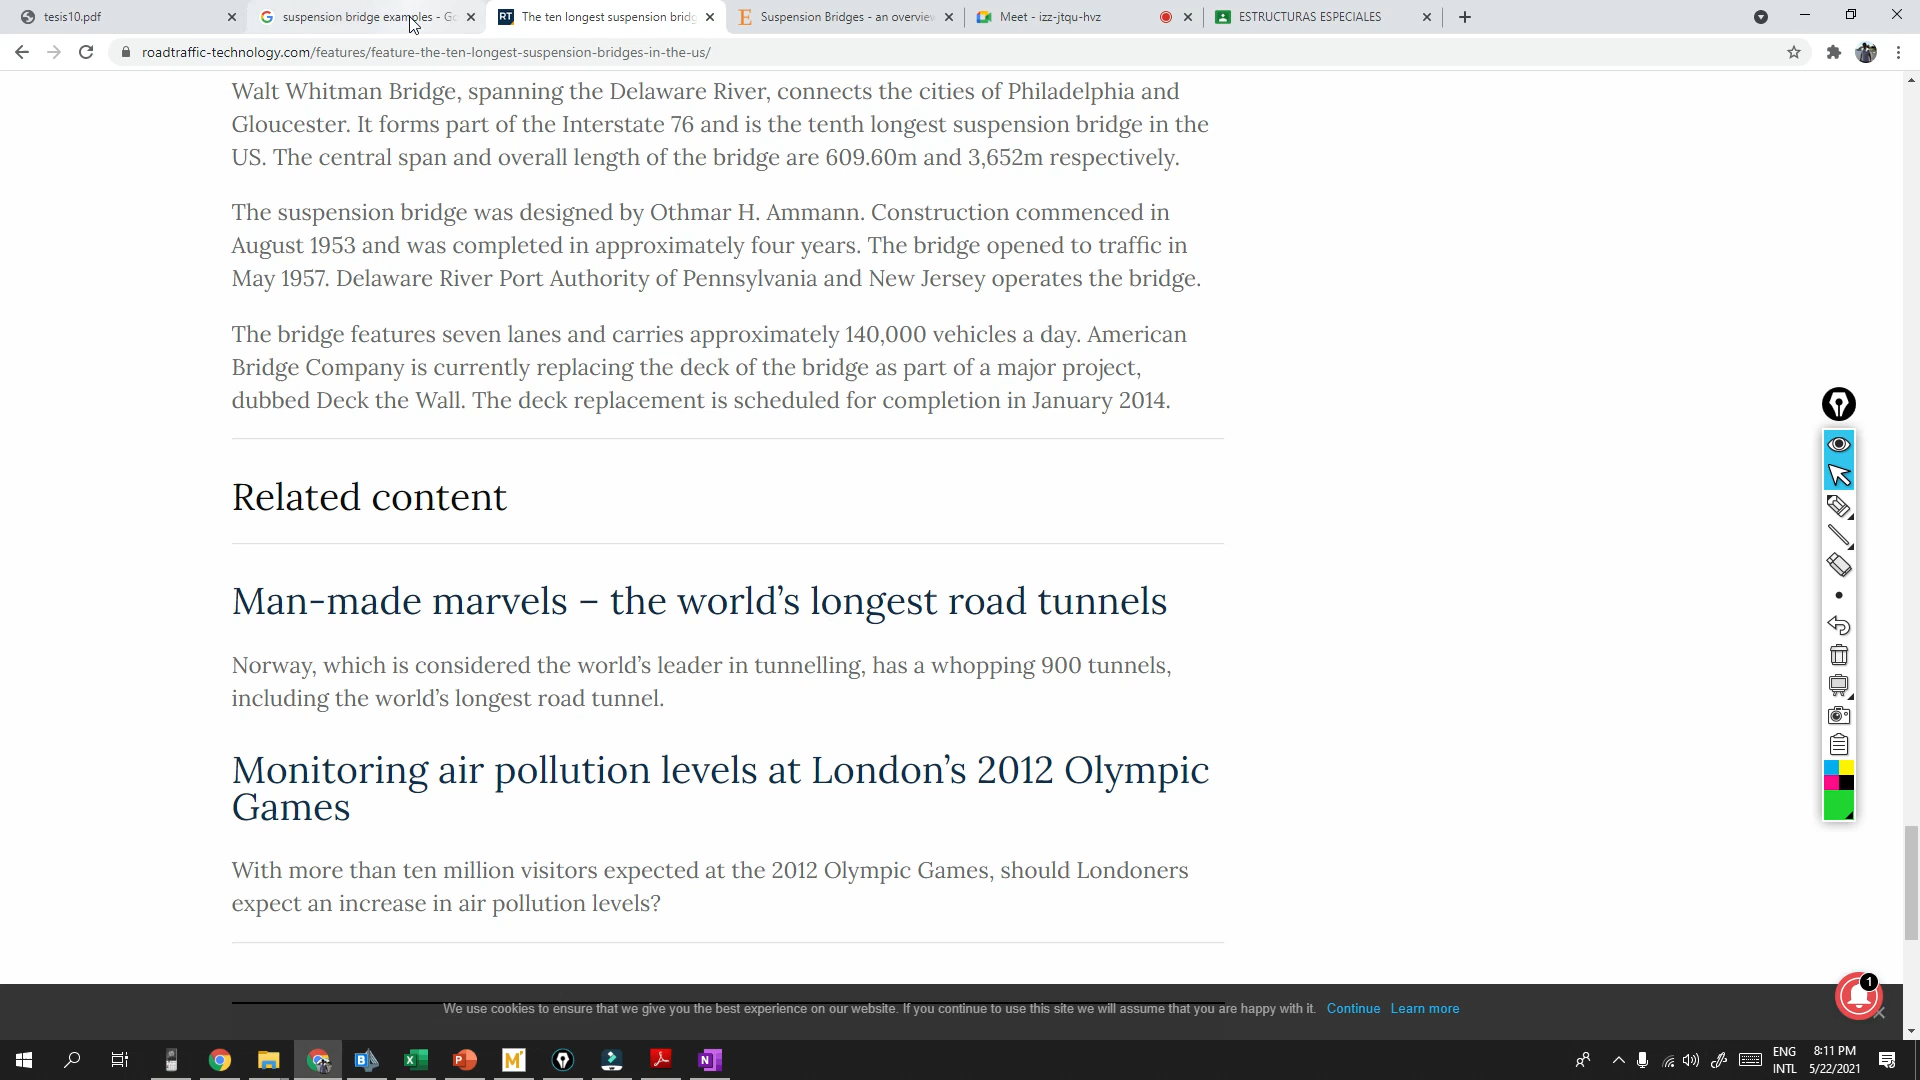 tesis10.pdf
suspension bridge examples - Go
The ten longest suspension bridg
Suspension Bridges - an overview
Meet - izz-jtqu-hvz
ESTRUCTURAS ESPECIALES
roadtraffic-technology.com/features/feature-the-ten-longest-suspension-bridges-in-the-us/
Walt Whitman Bridge, spanning the Delaware River, connects the cities of Philadelphia and
Gloucester. It forms part of the Interstate 76 and is the tenth longest suspension bridge in the
US. The central span and overall length of the bridge are 609.60m and 3,652m respectively.
The suspension bridge was designed by Othmar H. Ammann. Construction commenced in
August 1953 and was completed in approximately four years. The bridge opened to traffic in
May 1957. Delaware River Port Authority of Pennsylvania and New Jersey operates the bridge.
The bridge features seven lanes and carries approximately 140,000 vehicles a day. American
Bridge Company is currently replacing the deck of the bridge as part of a major project,
dubbed Deck the Wall. The deck replacement is scheduled for completion in January 2014.
Related content
Man-made marvels – the world’s longest road tunnels
Norway, which is considered the world’s leader in tunnelling, has a whopping 900 tunnels,
including the world’s longest road tunnel.
Monitoring air pollution levels at London’s 2012 Olympic
Games
With more than ten million visitors expected at the 2012 Olympic Games, should Londoners
expect an increase in air pollution levels?
We use cookies to ensure that we give you the best experience on our website. If you continue to use this site we will assume that you are happy with it. Continue Learn more
1
ENG
INTL
8:11 PM
5/22/2021